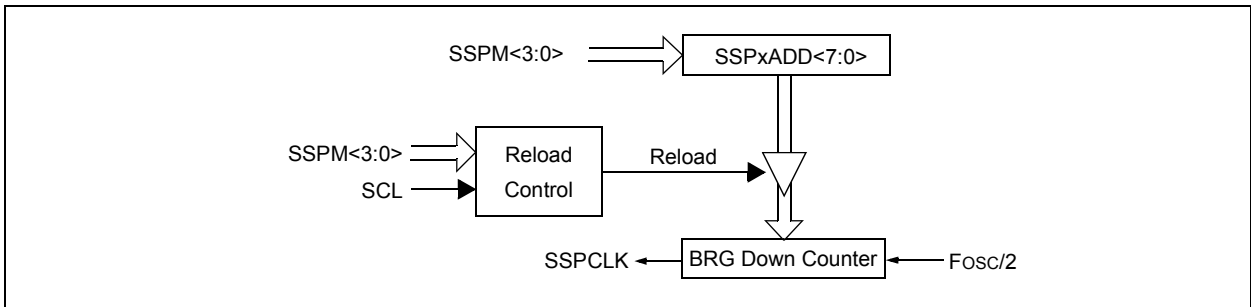 SSPM<3:0>
SSPxADD<7:0>
SSPM<3:0>
SCL
Reload
Control
Reload
SSPCLK
BRG Down Counter
FOSC/2